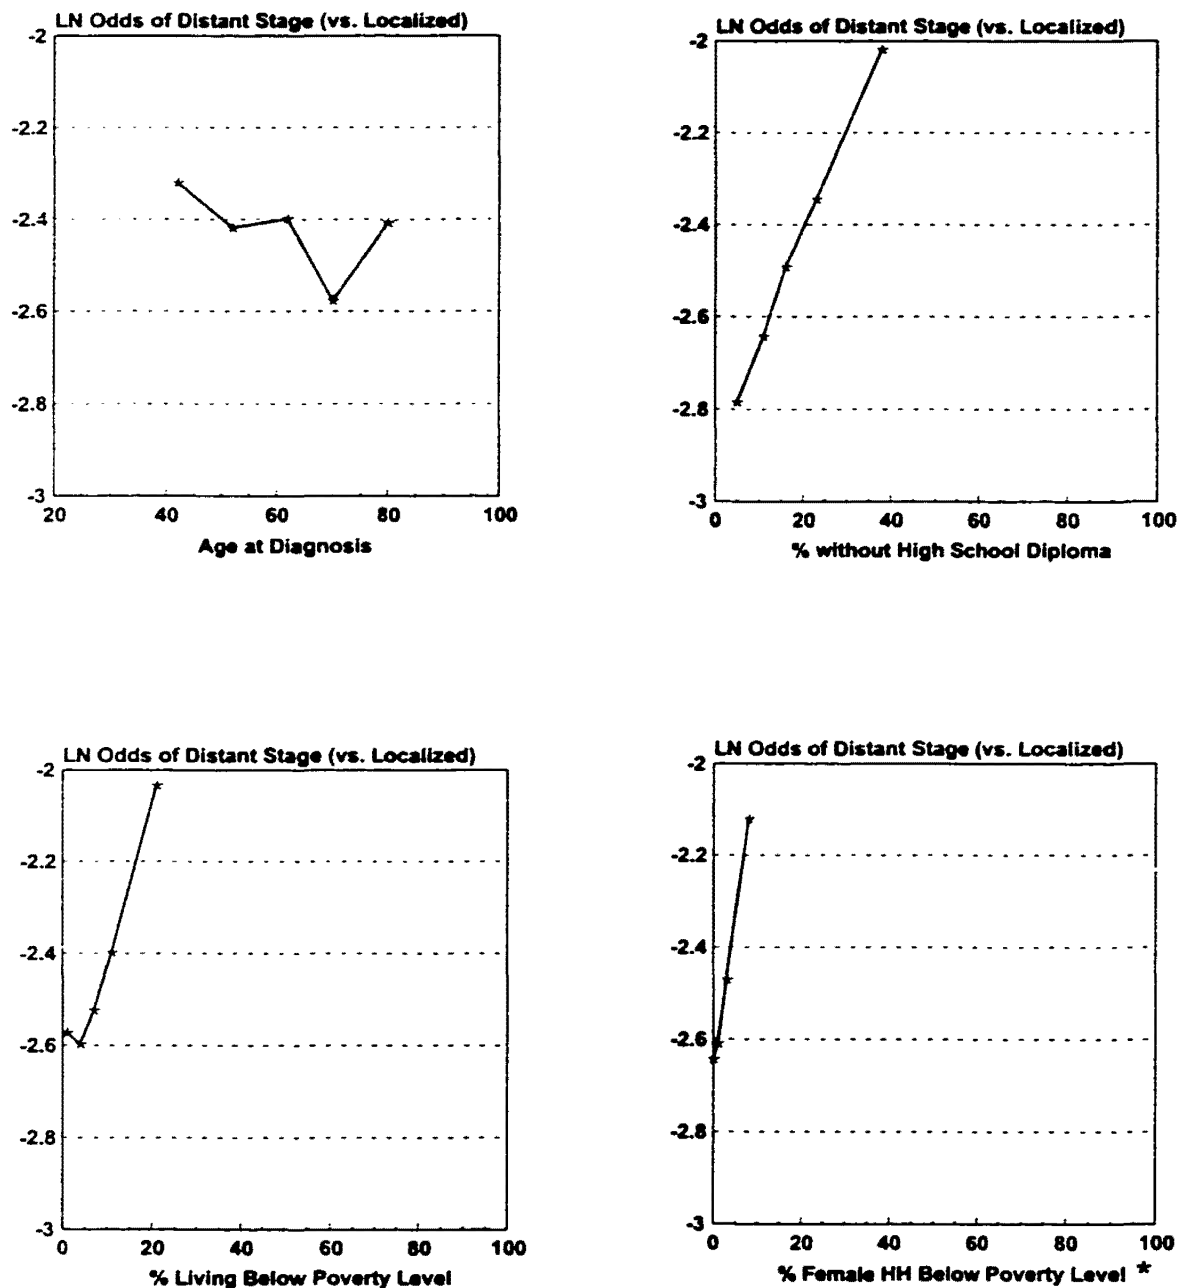 LN Odds of Distant Stage (vs. Localized)
-2
-2.2
-2.4
-2.6
-2.8
-3
20 40 60 80 100
Age at Diagnosis
LN Odds of Distant Stage (vs. Localized)
-2
-2.2
-2.4
-2.6
-2.8
-3
0 20 40 60 80 100
% without High School Diploma
LN Odds of Distant Stage (vs. Localized)
-2
-2.2
-2.4
-2.6
-2.8
-3
0 20 40 60 80 100
% Living Below Poverty Level
LN Odds of Distant Stage (vs. Localized)
-2
-2.2
-2.4
-2.6
-2.8
-3
0 20 40 60 80 100
% Female HH Below Poverty Level *